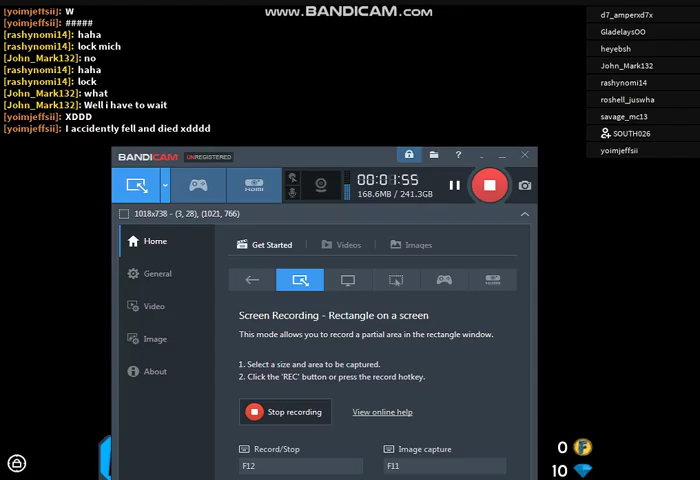 www.BANDICAM.com
[yoimjeffsii]: W
[yoimjeffsii]: #####
[rashynomi14]: haha
[rashynomi14]: lock mich
[John_Mark132]: no
[rashynomi14]: haha
[rashynomi14]: lock
[John_Mark132]: what
[John_Mark132]: Well i have to wait
[yoimjeffsii]: XDDD
[yoimjeffsii]: I accidently fell and died xdddd
d7_amperxd7x
GladelaysOO
heyebsh
John_Mark132
rashynomi14
roshell_juswha
savage_mc13
SOUTH026
yoimjeffsii
BANDICAM UNREGISTERED
?
HDMI
00:01:55
168.6MB / 241.3GB
1018x738 - (3, 28), (1021, 766)
Home
General
Video
Image
About
Get Started
Videos
Images
HDMI
Screen Recording - Rectangle on a screen
This mode allows you to record a partial area in the rectangle window.
1. Select a size and area to be captured.
2. Click the 'REC' button or press the record hotkey.
Stop recording
View online help
Record/Stop
Image capture
F12
F11
0
10